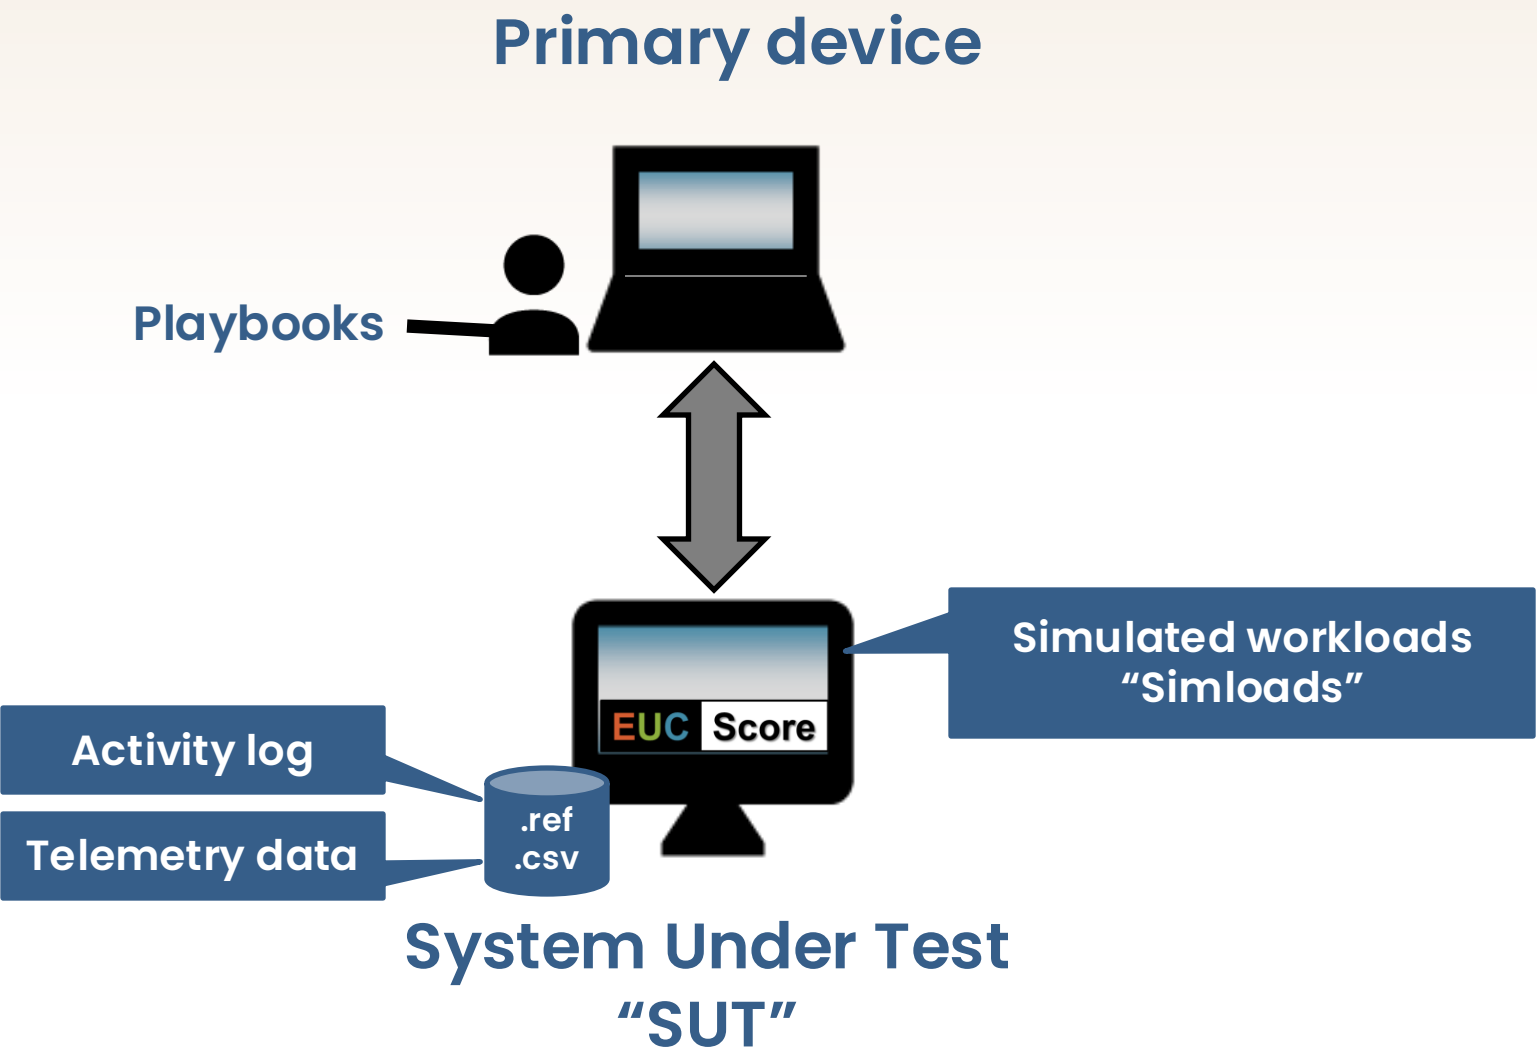 Primary device
Playbooks
Simulated workloads
“Simloads”
EUC Score
Activity log
Telemetry data
.ref
.csv
System Under Test
“SUT”